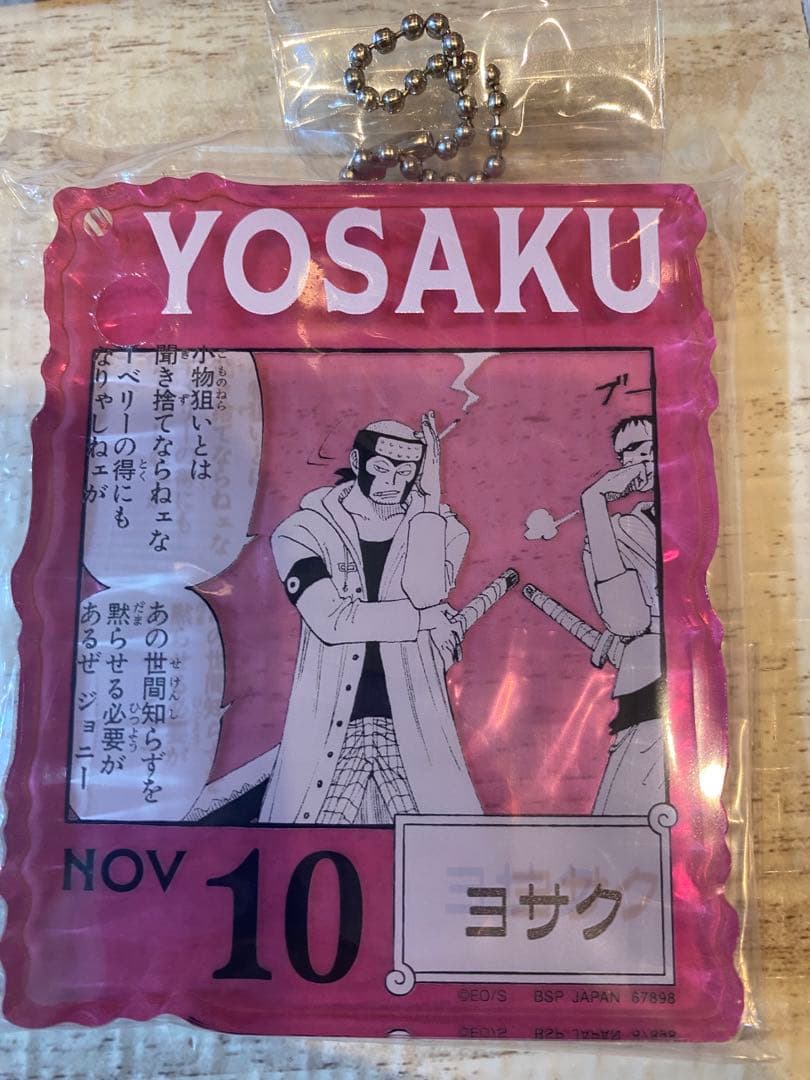 YOSAKU
小物狙いとは
聞き捨てならねェな
一ベリーの得にも
なりゃしねェが
あの世間知らずを
黙らせる必要が
あるぜ ジョニー
ブー
NOV 10
ヨサク
©EO/S BSP JAPAN 67898